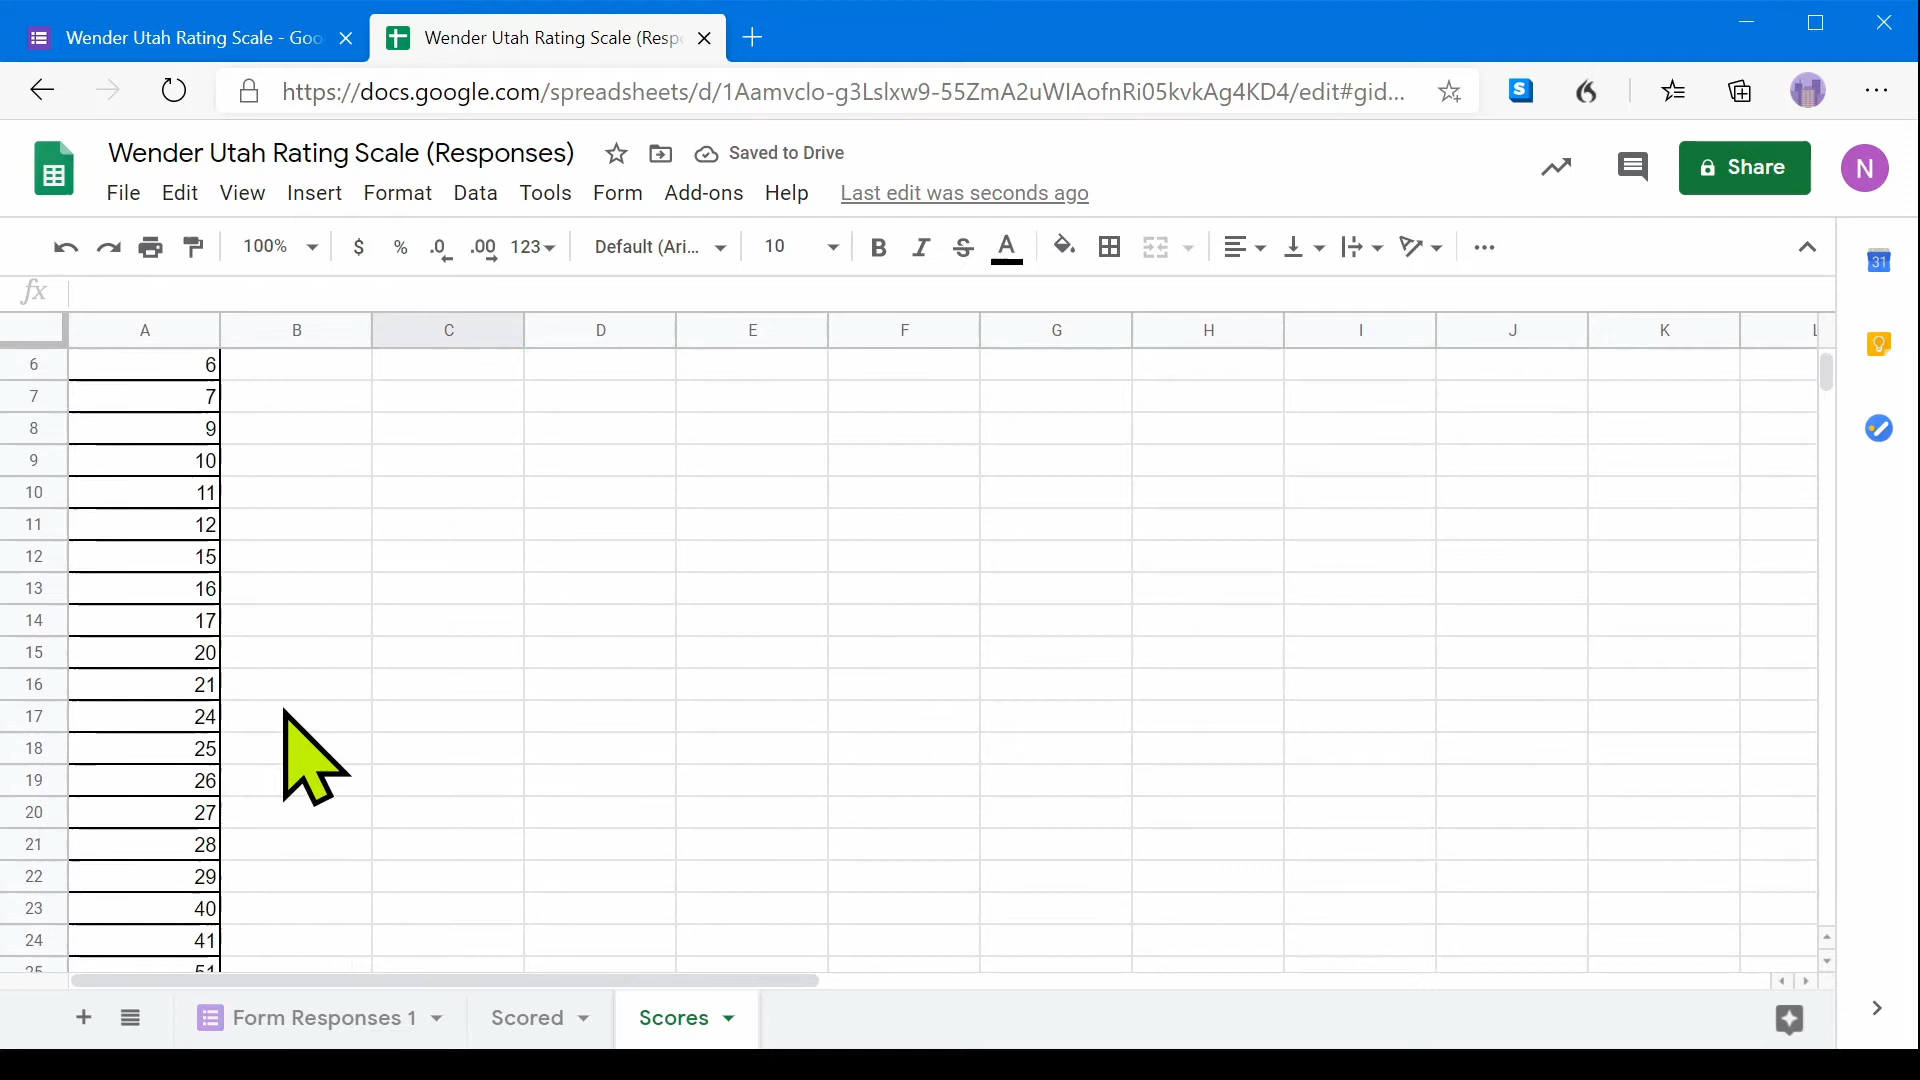 Wender Utah Rating Scale - Goo
Wender Utah Rating Scale (Resp
https://docs.google.com/spreadsheets/d/1Aamvclo-g3Lslxw9-55ZmA2uWIAofnRi05kvkAg4KD4/edit#gid...
Wender Utah Rating Scale (Responses)
Saved to Drive
Share
N
File Edit View Insert Format Data Tools Form Add-ons Help Last edit was seconds ago
100% $ % .0 .00 123 Default (Ari... 10 B I S A
31
fx
A B C D E F G H I J K L
6 6
7 7
8 9
9 10
10 11
11 12
12 15
13 16
14 17
15 20
16 21
17 24
18 25
19 26
20 27
21 28
22 29
23 40
24 41
25 51
Form Responses 1 Scored Scores